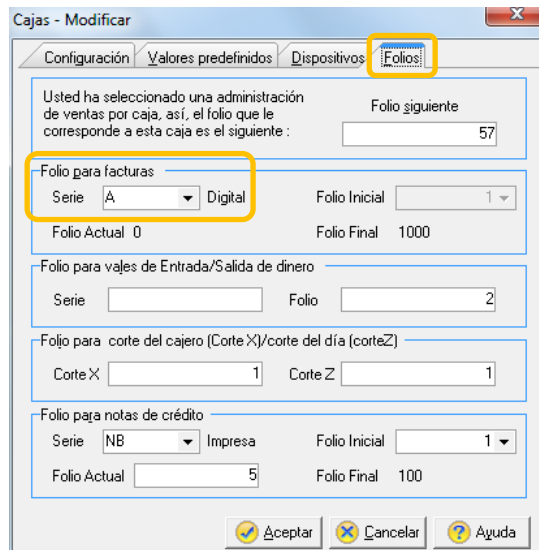 Cajas - Modificar
Configuración Valores predefinidos Dispositivos Folios
Usted ha seleccionado una administración
de ventas por caja, así, el folio que le
corresponde a esta caja es el siguiente :
Folio siguiente
57
Folio para facturas
Serie A Digital Folio Inicial 1
Folio Actual 0 Folio Final 1000
Folio para vales de Entrada/Salida de dinero
Serie Folio 2
Folio para corte del cajero (Corte X)/corte del día (corteZ)
Corte X 1 Corte Z 1
Folio para notas de crédito
Serie NB Impresa Folio Inicial 1
Folio Actual 5 Folio Final 100
Aceptar Cancelar Ayuda